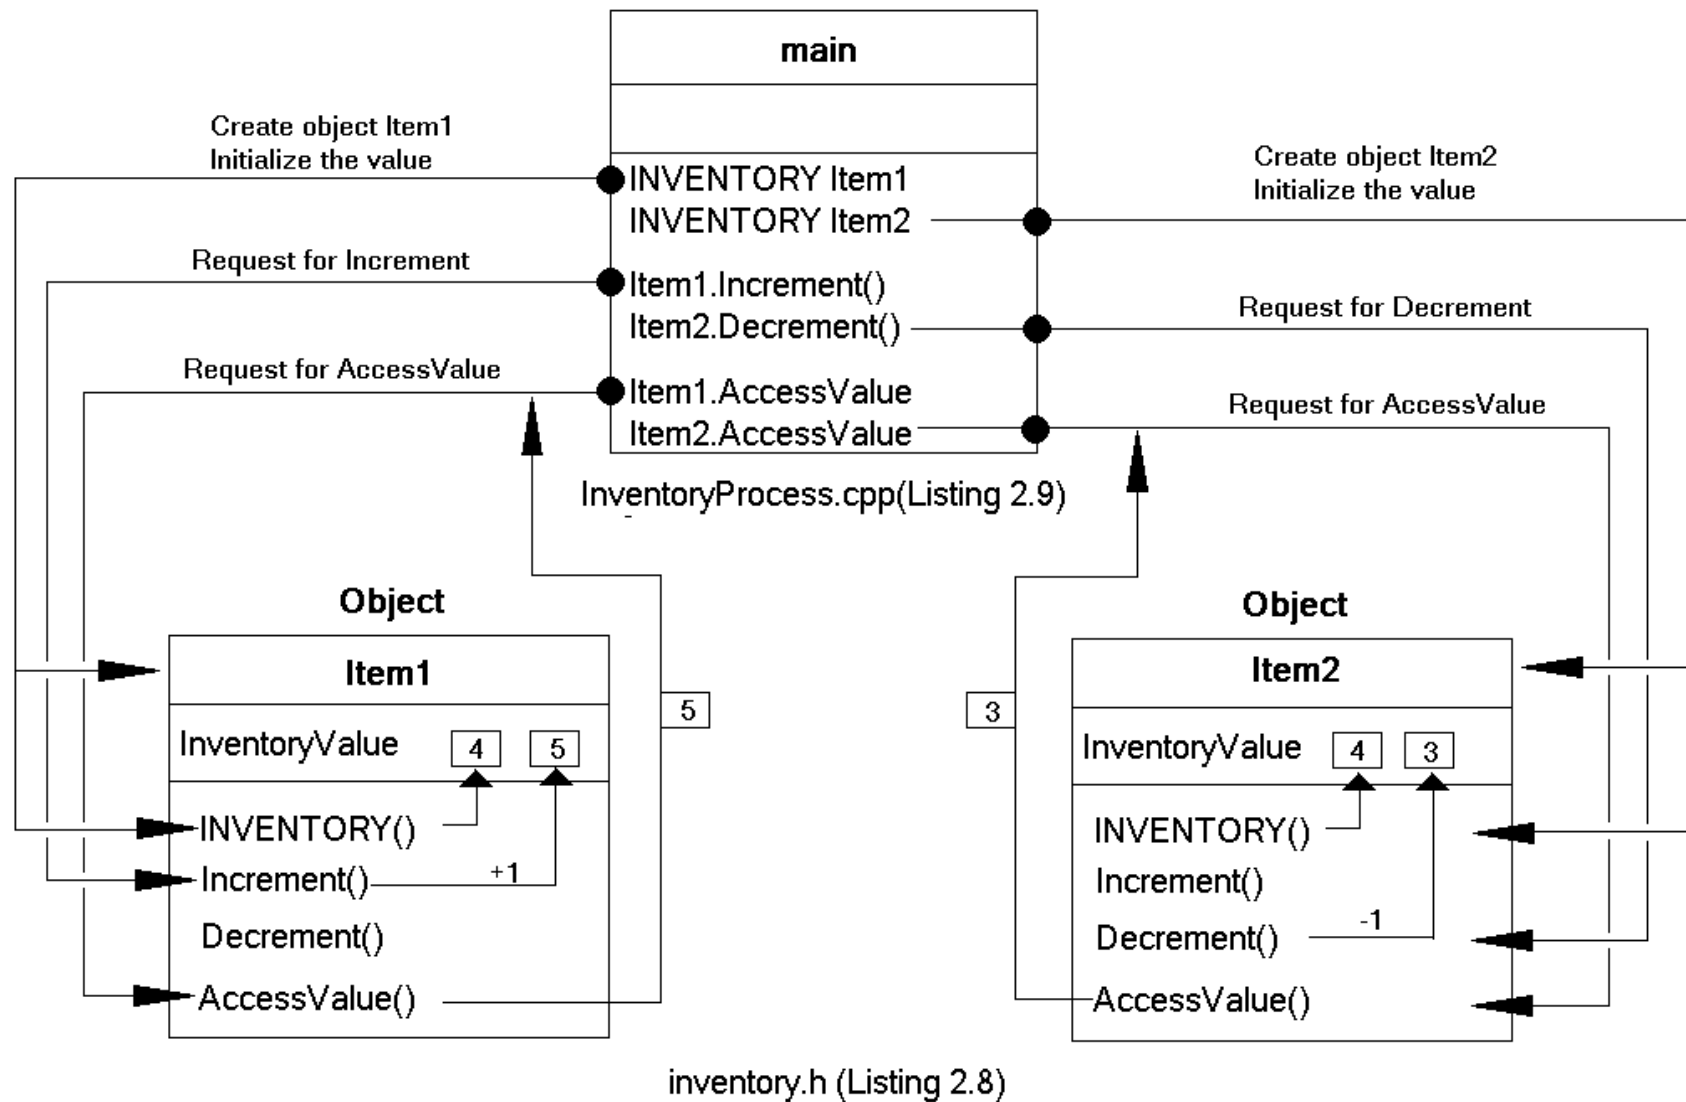 main
Create object Item1
Initialize the value
INVENTORY Item1
INVENTORY Item2
Create object Item2
Initialize the value
Request for Increment
Item1.Increment()
Item2.Decrement()
Request for Decrement
Request for AccessValue
Item1.AccessValue
Item2.AccessValue
Request for AccessValue
InventoryProcess.cpp(Listing 2.9)
Object
Item1
InventoryValue 4 5
INVENTORY()
Increment() +1
Decrement()
AccessValue()
5
3
Object
Item2
InventoryValue 4 3
INVENTORY()
Increment()
Decrement() -1
AccessValue()
inventory.h (Listing 2.8)